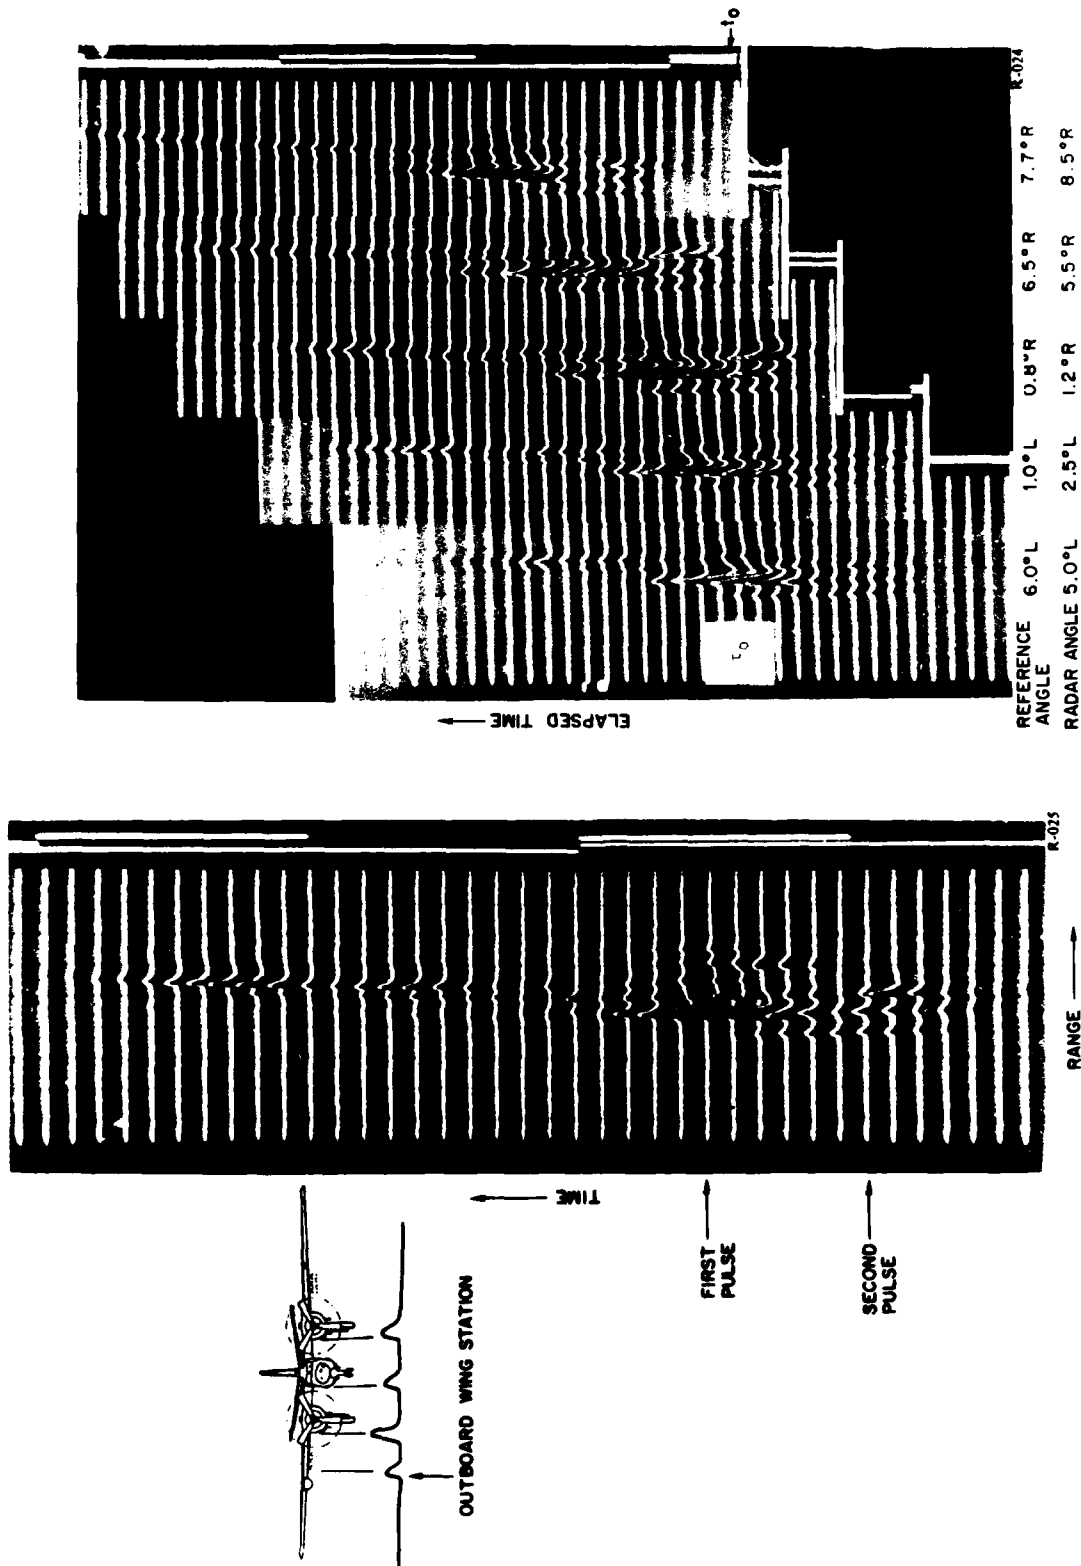 t₀
ELAPSED TIME
τ₀
R-024
REFERENCE ANGLE 6.0°L 1.0°L 0.8°R 6.5°R 7.7°R
RADAR ANGLE 5.0°L 2.5°L 1.2°R 5.5°R 8.5°R
OUTBOARD WING STATION
TIME
FIRST
PULSE
SECOND
PULSE
R-025
RANGE